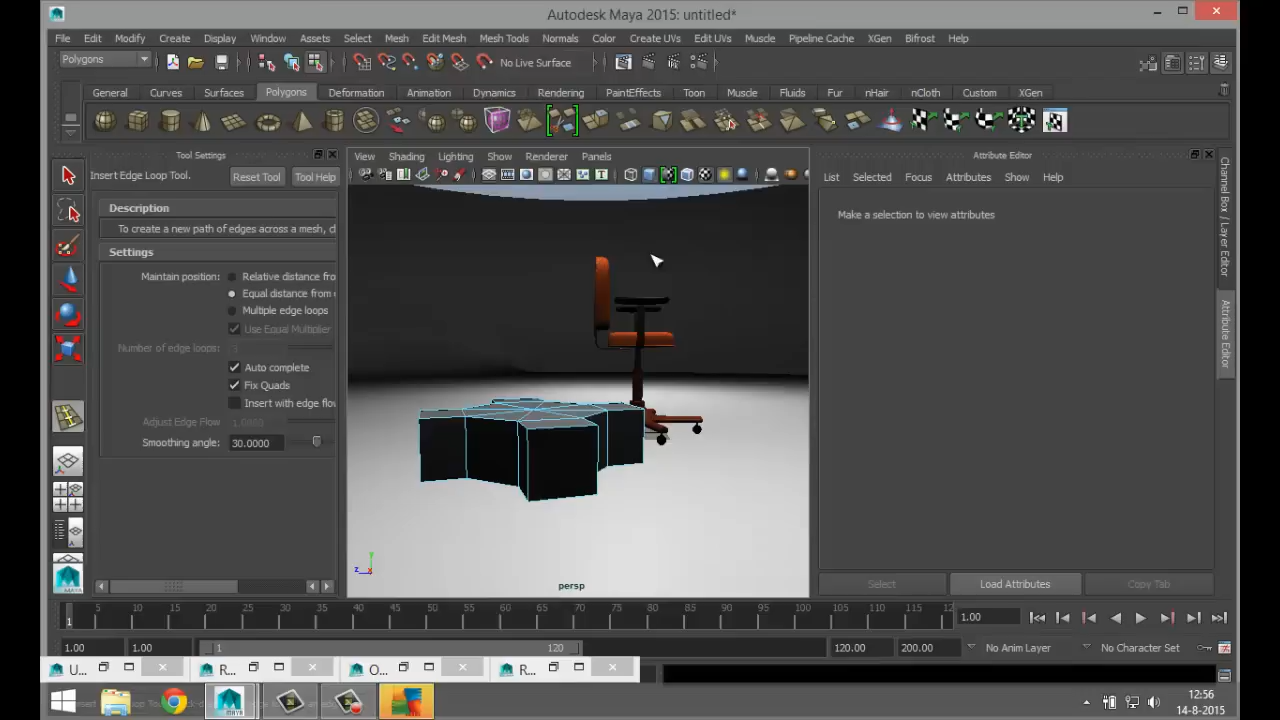 Autodesk Maya 2015: untitled*
File Edit Modify Create Display Window Assets Select Mesh Edit Mesh Mesh Tools Normals Color Create UVs Edit UVs Muscle Pipeline Cache XGen Bifrost Help
Polygons
No Live Surface
General Curves Surfaces Polygons Deformation Animation Dynamics Rendering PaintEffects Toon Muscle Fluids Fur nHair nCloth Custom XGen
Tool Settings
Insert Edge Loop Tool.
Reset Tool
Tool Help
Description
To create a new path of edges across a mesh, cl
Settings
Maintain position:
Relative distance fro
Equal distance from e
Multiple edge loops
Use Equal Multiplier
Number of edge loops:
Auto complete
Fix Quads
Insert with edge flow
Adjust Edge Flow 1.0000
Smoothing angle: 30.0000
View Shading Lighting Show Renderer Panels
persp
y
z x
Attribute Editor
List Selected Focus Attributes Show Help
Make a selection to view attributes
Select
Load Attributes
Copy Tab
Channel Box / Layer Editor
Attribute Editor
1 5 10 15 20 25 30 35 40 45 50 55 60 65 70 75 80 85 90 95 100 105 110 115 12
1.00
1.00 1.00 1 120 120.00 200.00 No Anim Layer No Character Set
U... R... O... R...
MAYA
12:56
14-8-2015